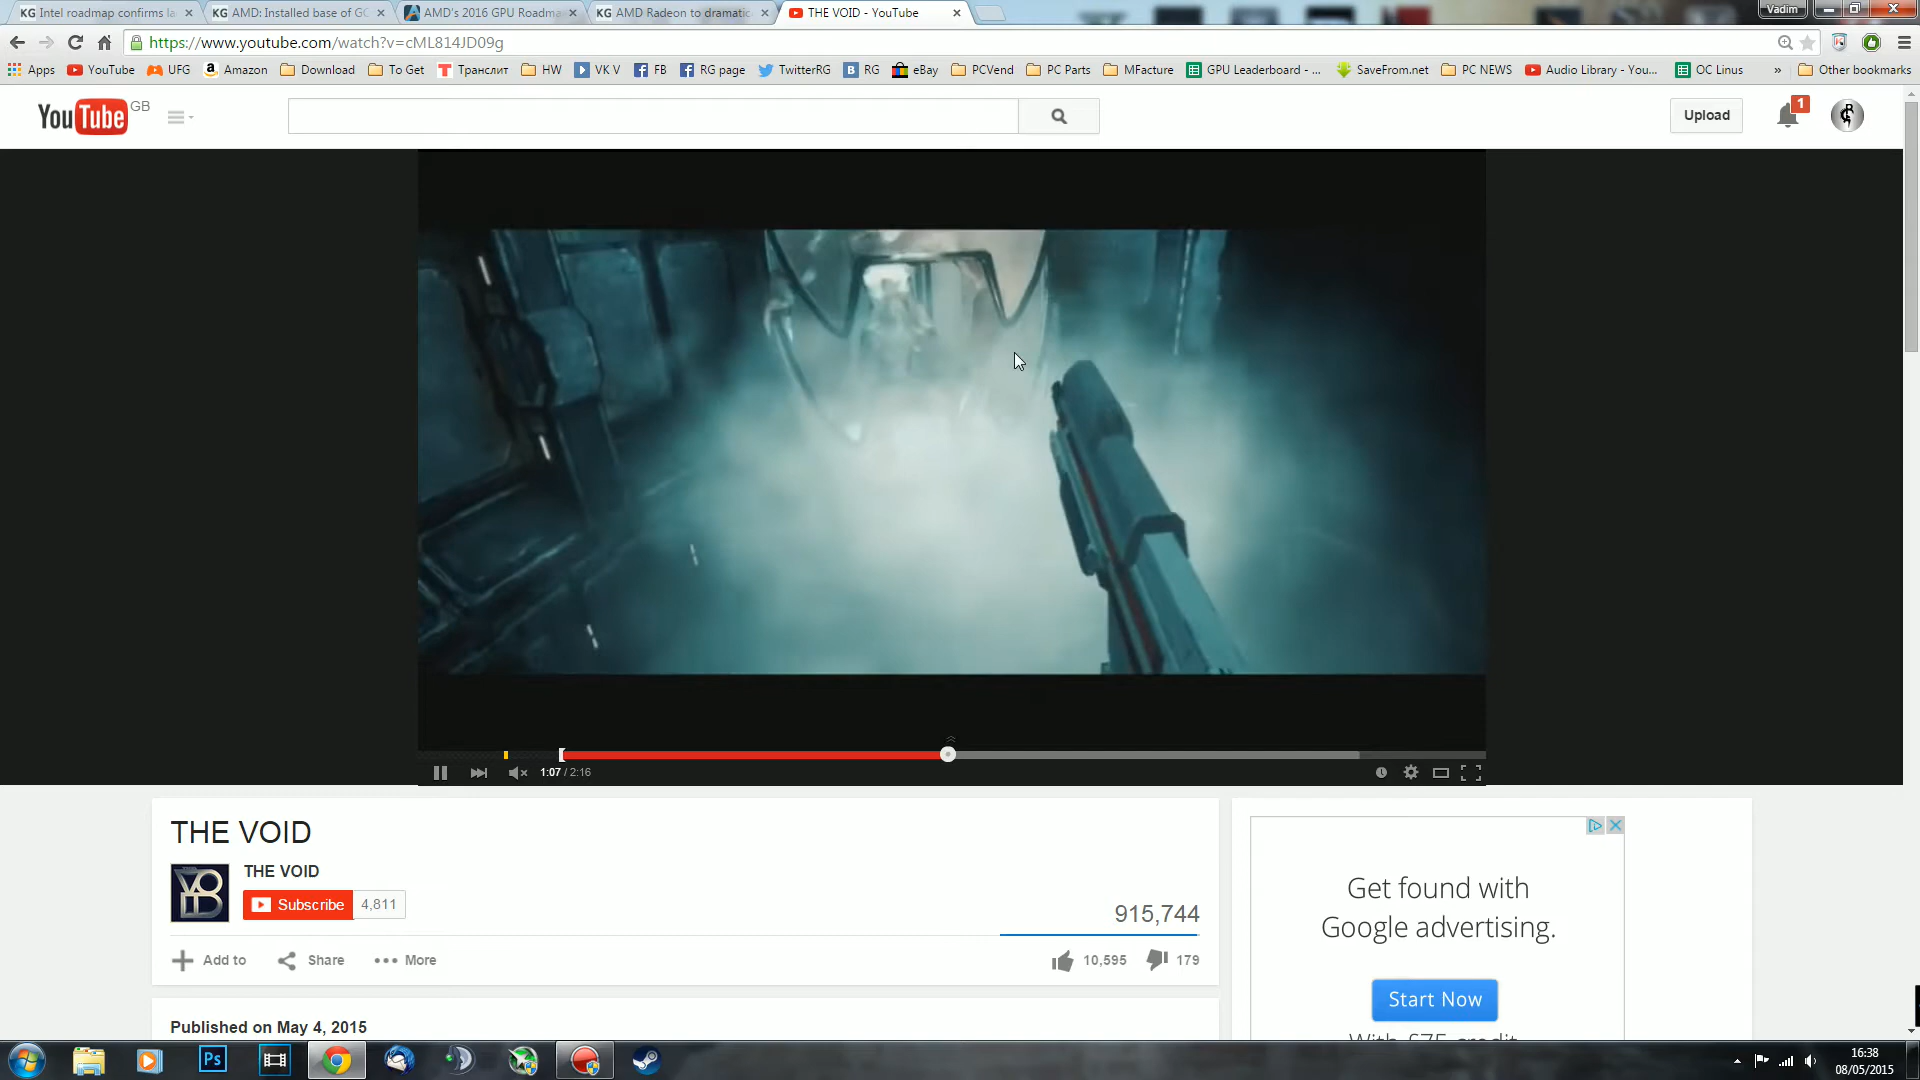 KG Intel roadmap confirms la
KG AMD: Installed base of GC
AMD's 2016 GPU Roadma
KG AMD Radeon to dramatic
THE VOID - YouTube
Vadim
https://www.youtube.com/watch?v=cML814JD09g
Apps
YouTube
UFG
Amazon
Download
To Get
Транслит
HW
VK V
FB
RG page
TwitterRG
RG
eBay
PCVend
PC Parts
MFacture
GPU Leaderboard - ...
SaveFrom.net
PC NEWS
Audio Library - You...
OC Linus
»
Other bookmarks
YouTube GB
Upload
1
1:07 / 2:16
THE VOID
THE VOID
Subscribe 4,811
915,744
Add to
Share
More
10,595
179
Published on May 4, 2015
Get found with
Google advertising.
Start Now
With £75 credit
Ps
16:38
08/05/2015